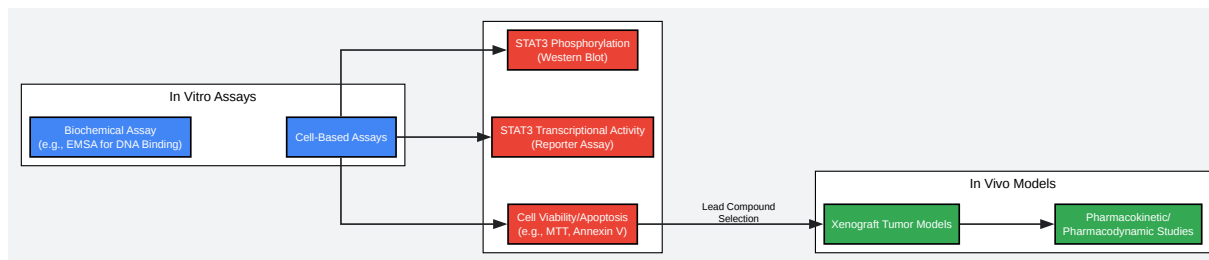 In Vitro Assays
Biochemical Assay
(e.g., EMSA for DNA Binding)
Cell-Based Assays
STAT3 Phosphorylation
(Western Blot)
STAT3 Transcriptional Activity
(Reporter Assay)
Cell Viability/Apoptosis
(e.g., MTT, Annexin V)
Lead Compound
Selection
In Vivo Models
Xenograft Tumor Models
Pharmacokinetic/
Pharmacodynamic Studies